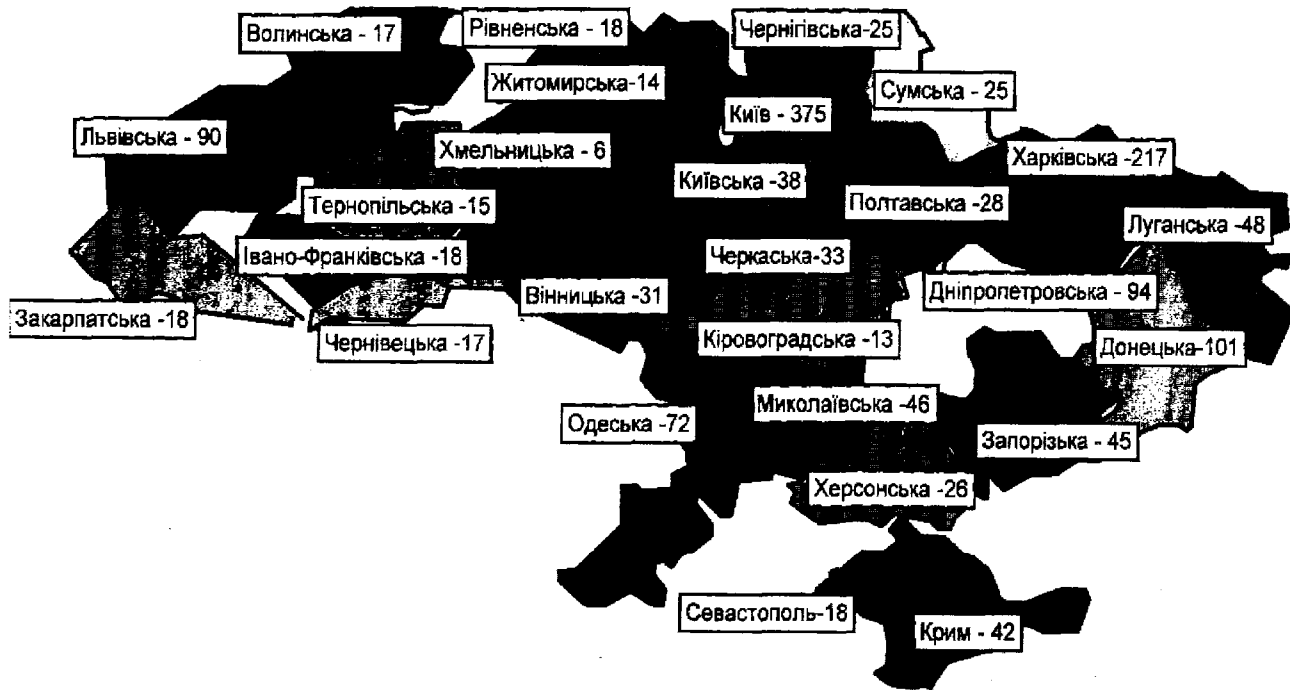 Волинська - 17
Рівненська - 18
Чернігівська-25
Житомирська-14
Сумська - 25
Київ - 375
Львівська - 90
Хмельницька - 6
Харківська -217
Київська -38
Тернопільська -15
Полтавська -28
Луганська -48
Івано-Франківська -18
Черкаська-33
Вінницька -31
Дніпропетровська - 94
Закарпатська -18
Чернівецька -17
Кіровоградська -13
Донецька-101
Миколаївська -46
Одеська -72
Запорізька - 45
Херсонська -26
Севастополь-18
Крим - 42